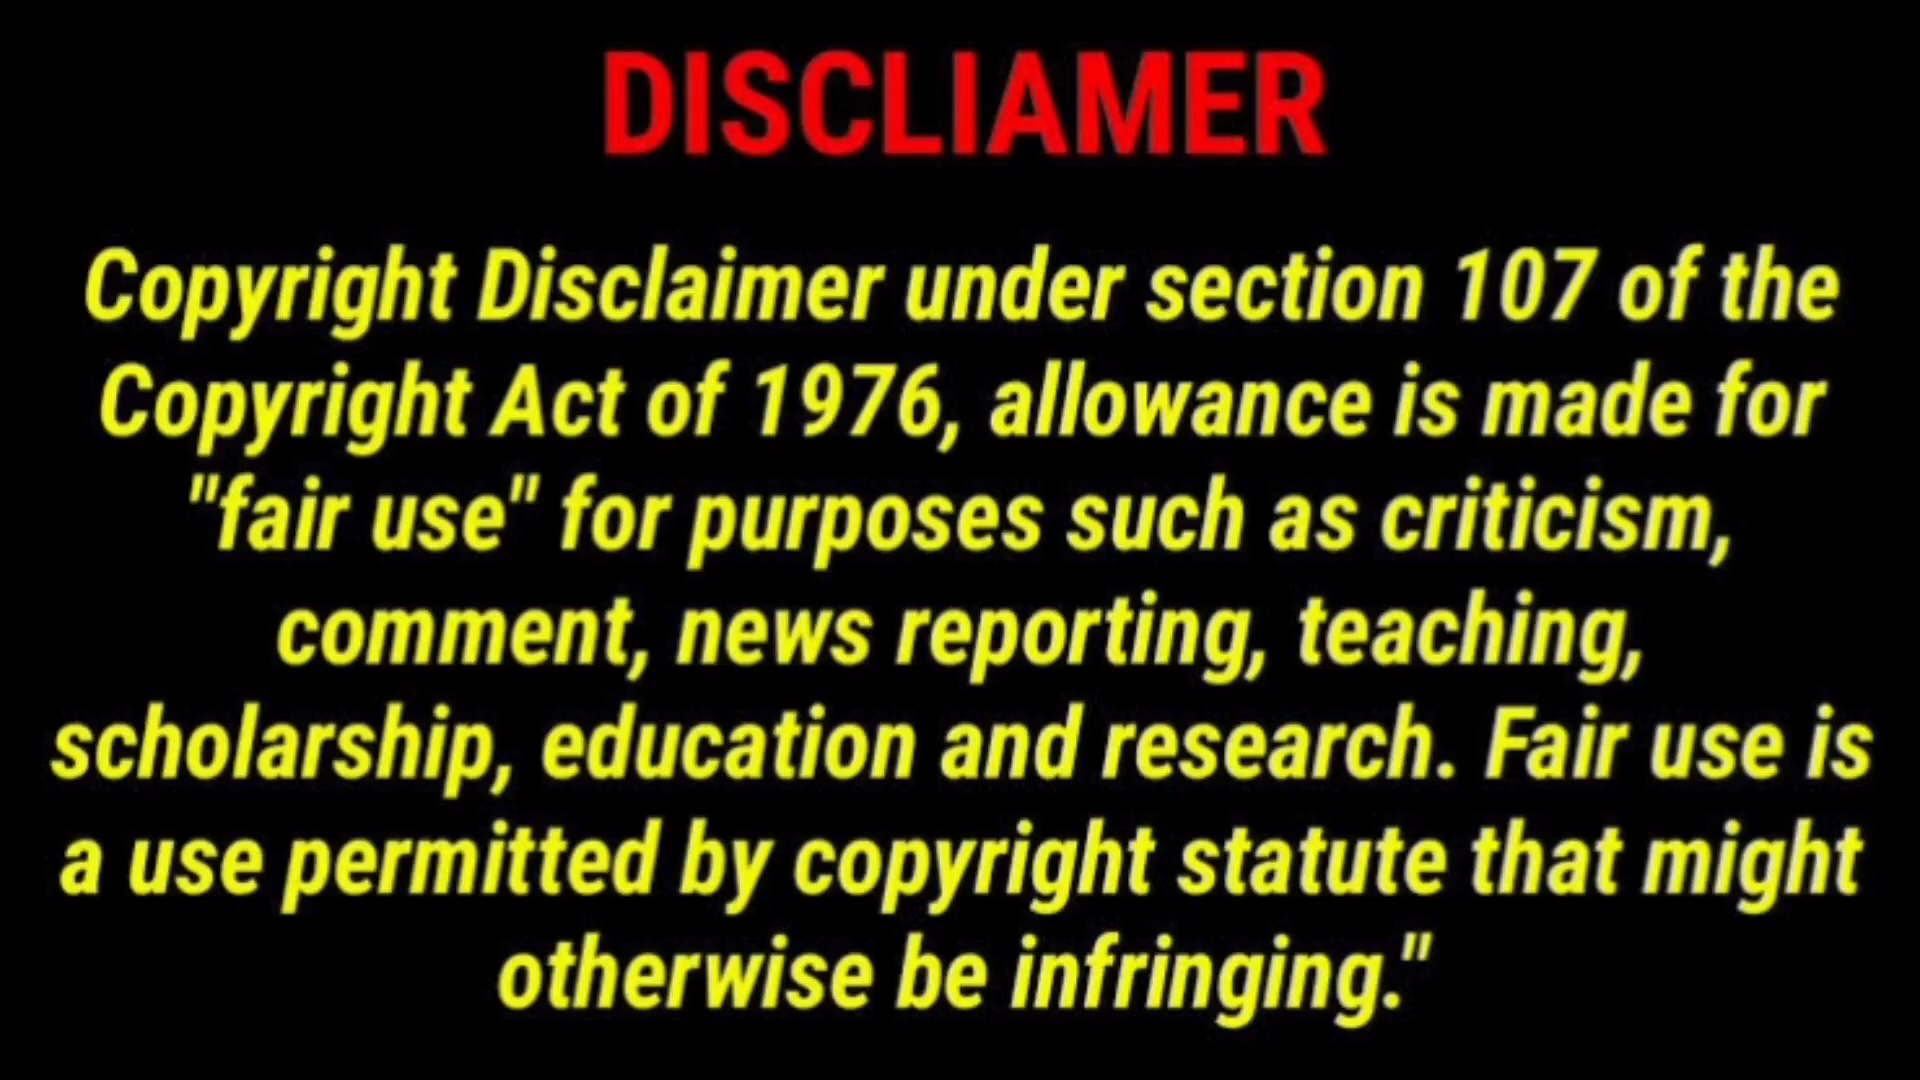 DISCLIAMER
Copyright Disclaimer under section 107 of the
Copyright Act of 1976, allowance is made for
"fair use" for purposes such as criticism,
comment, news reporting, teaching,
scholarship, education and research. Fair use is
a use permitted by copyright statute that might
otherwise be infringing."